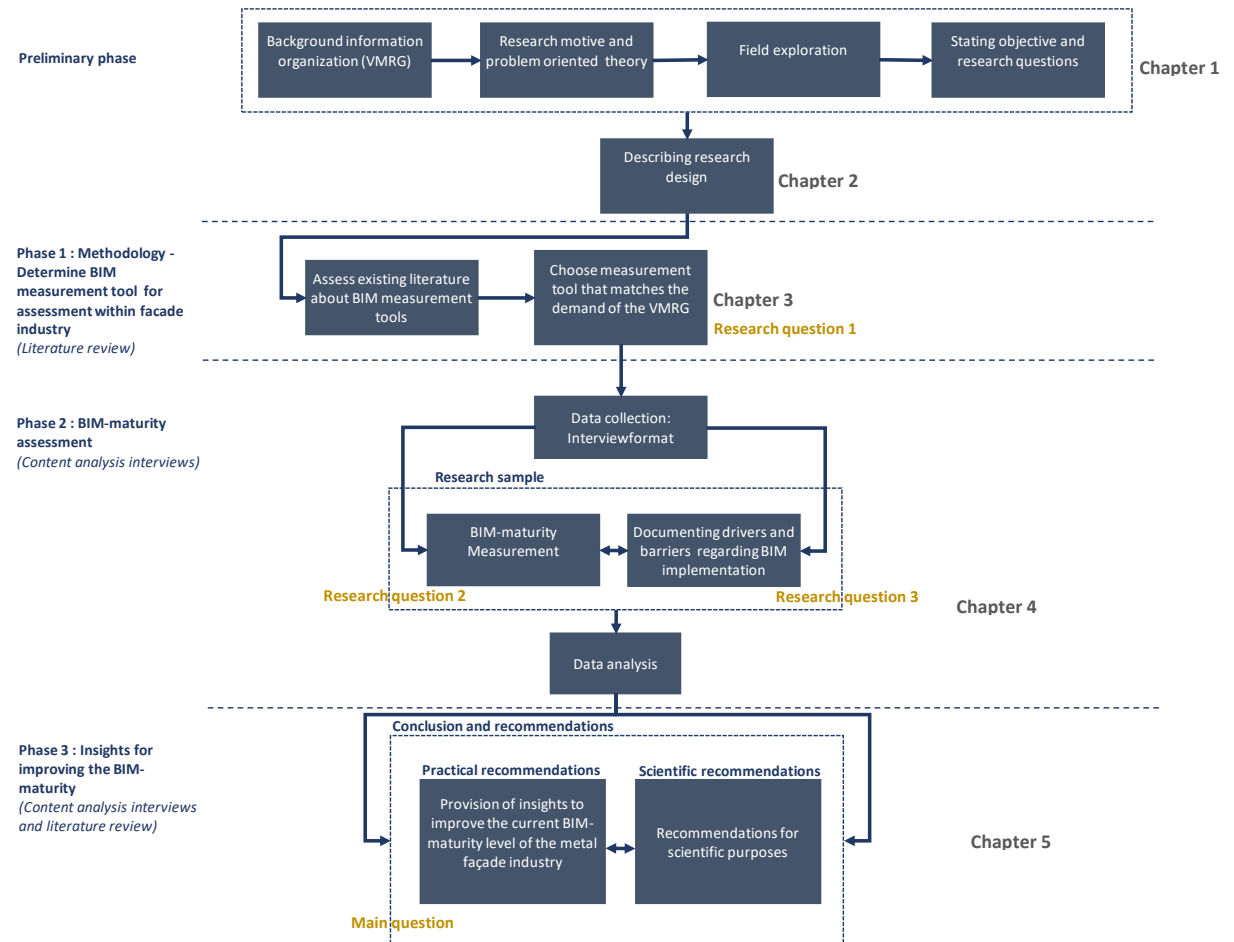 Preliminary phase
Background information
organization (VMRG)
Research motive and
problem oriented theory
Field exploration
Stating objective and
research questions
Chapter 1
Describing research
design
Chapter 2
Phase 1 : Methodology -
Determine BIM
measurement tool for
assessment within facade
industry
(Literature review)
Assess existing literature
about BIM measurement
tools
Choose measurement
tool that matches the
demand of the VMRG
Chapter 3
Research question 1
Phase 2 : BIM-maturity
assessment
(Content analysis interviews)
Data collection:
Interviewformat
Research sample
BIM-maturity
Measurement
Documenting drivers and
barriers regarding BIM
implementation
Research question 2
Research question 3
Chapter 4
Data analysis
Phase 3 : Insights for
improving the BIM-
maturity
(Content analysis interviews
and literature review)
Conclusion and recommendations
Practical recommendations
Provision of insights to
improve the current BIM-
maturity level of the metal
façade industry
Scientific recommendations
Recommendations for
scientific purposes
Chapter 5
Main question